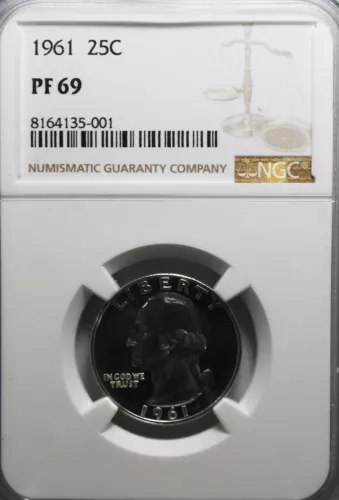 1961 25C
PF 69
8164135-001
NUMISMATIC GUARANTY COMPANY
NGC
LIBERTY
IN GOD WE
TRUST
1961